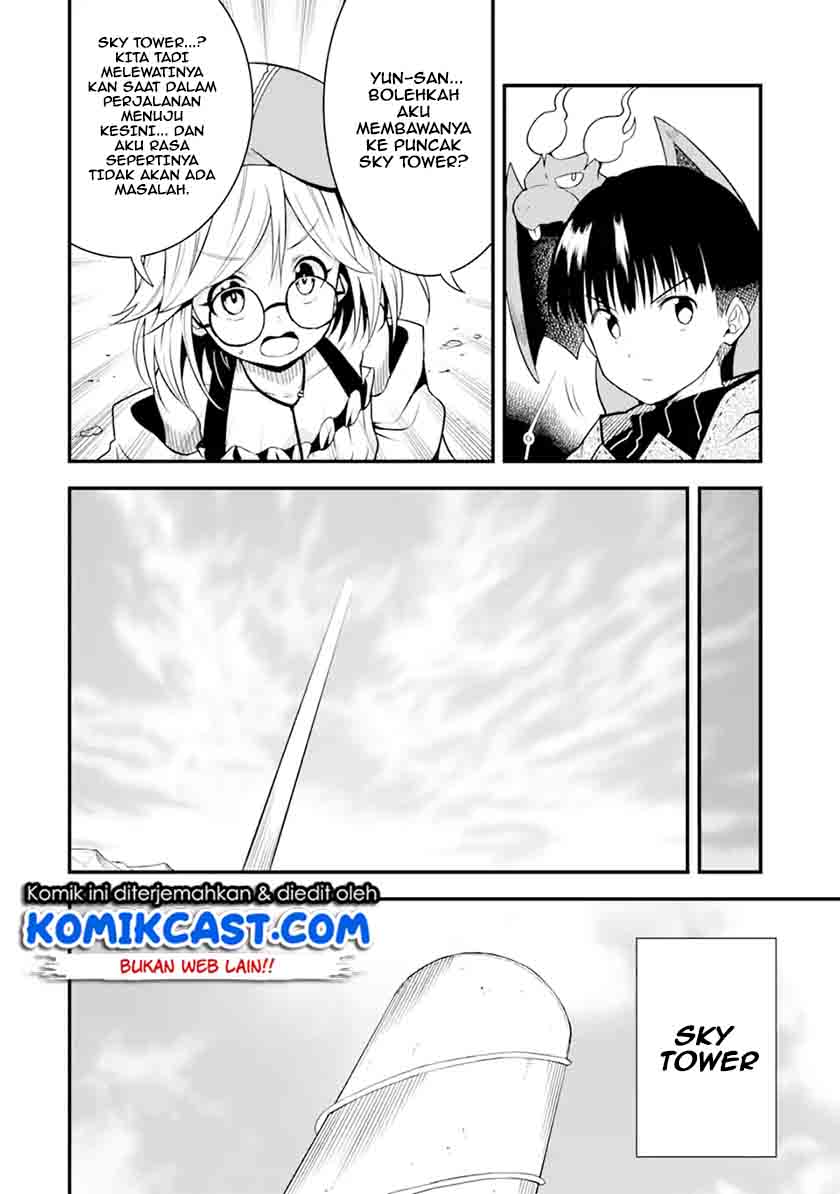 YUN-SAN...
BOLEHKAH
AKU
MEMBAWANYA
KE PUNCAK
SKY TOWER?
SKY TOWER...?
KITA TADI
MELEWATINYA
KAN SAAT DALAM
PERJALANAN
MENUJU
KESINI... DAN
AKU RASA
SEPERTINYA
TIDAK AKAN ADA
MASALAH.
Komik ini diterjemahkan & diedit oleh
KOMIKCAST.COM
BUKAN WEB LAIN!!
SKY
TOWER